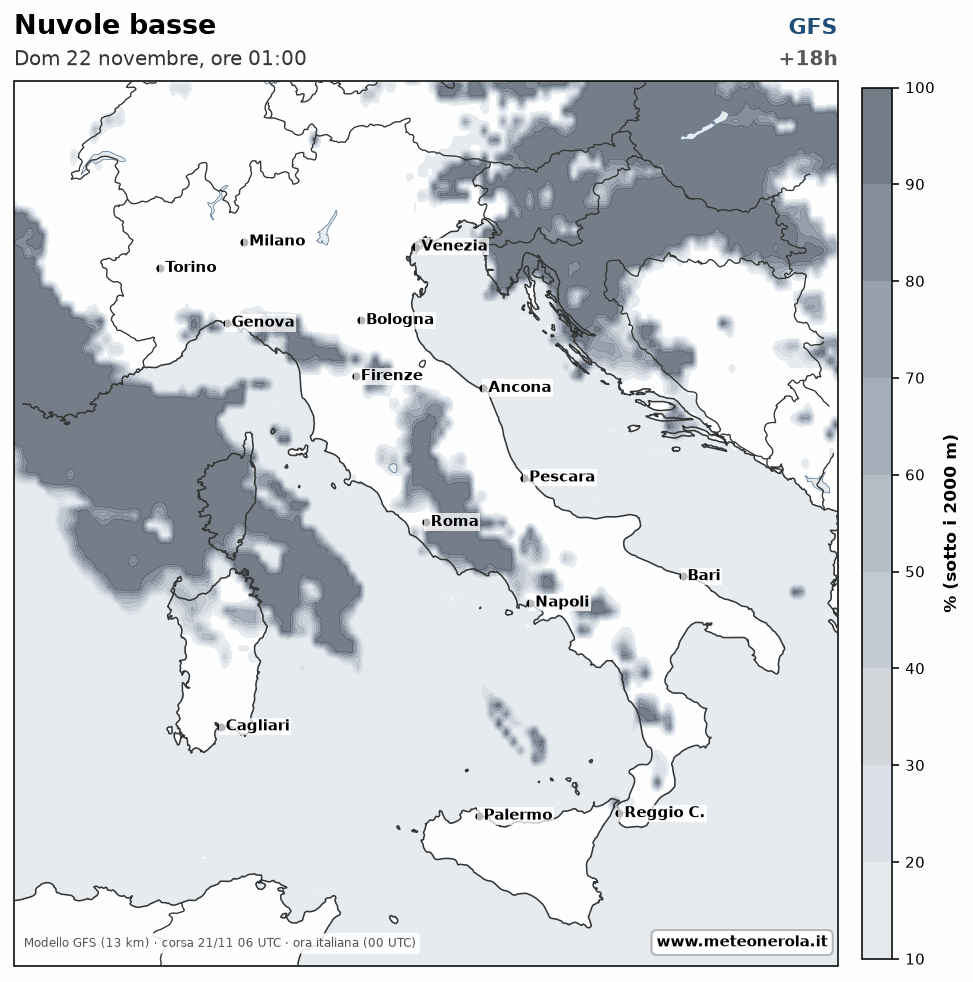 Nuvole basse
GFS
Dom 22 novembre, ore 01:00
+18h
Milano
Venezia
Torino
Genova
Bologna
Firenze
Ancona
Pescara
Roma
Bari
Napoli
Cagliari
Palermo
Reggio C.
Modello GFS (13 km) · corsa 21/11 06 UTC · ora italiana (00 UTC)
www.meteonerola.it
100
90
80
70
60
50
40
30
20
10
% (sotto i 2000 m)